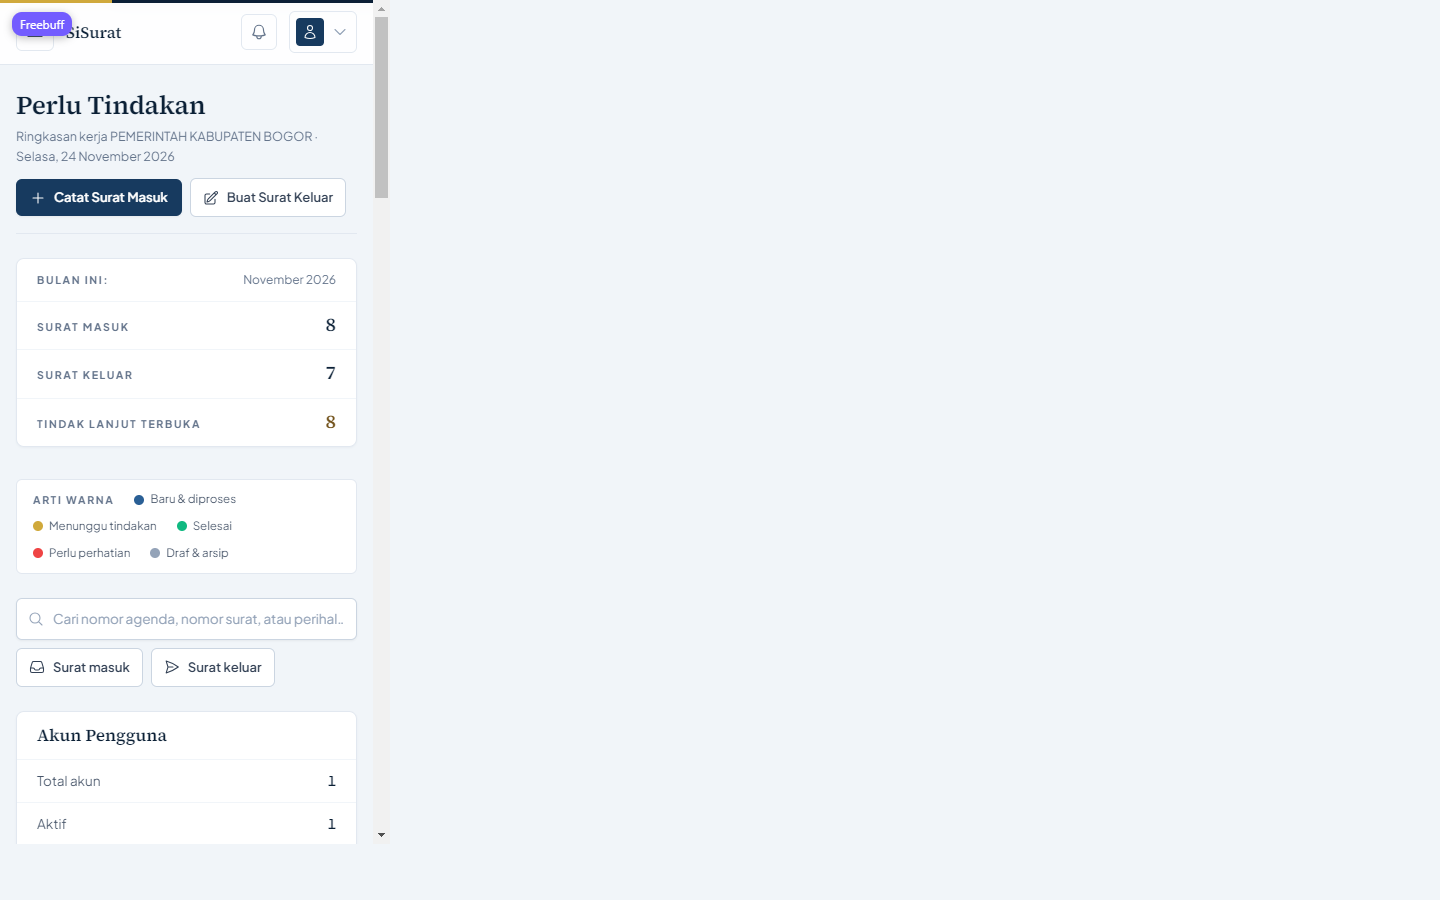 Freebuff
SiSurat
Perlu Tindakan
Ringkasan kerja PEMERINTAH KABUPATEN BOGOR ·
Selasa, 24 November 2026
Catat Surat Masuk
Buat Surat Keluar
BULAN INI:
November 2026
SURAT MASUK
8
SURAT KELUAR
7
TINDAK LANJUT TERBUKA
8
ARTI WARNA
Baru & diproses
Menunggu tindakan
Selesai
Perlu perhatian
Draf & arsip
Cari nomor agenda, nomor surat, atau perihal..
Surat masuk
Surat keluar
Akun Pengguna
Total akun
1
Aktif
1